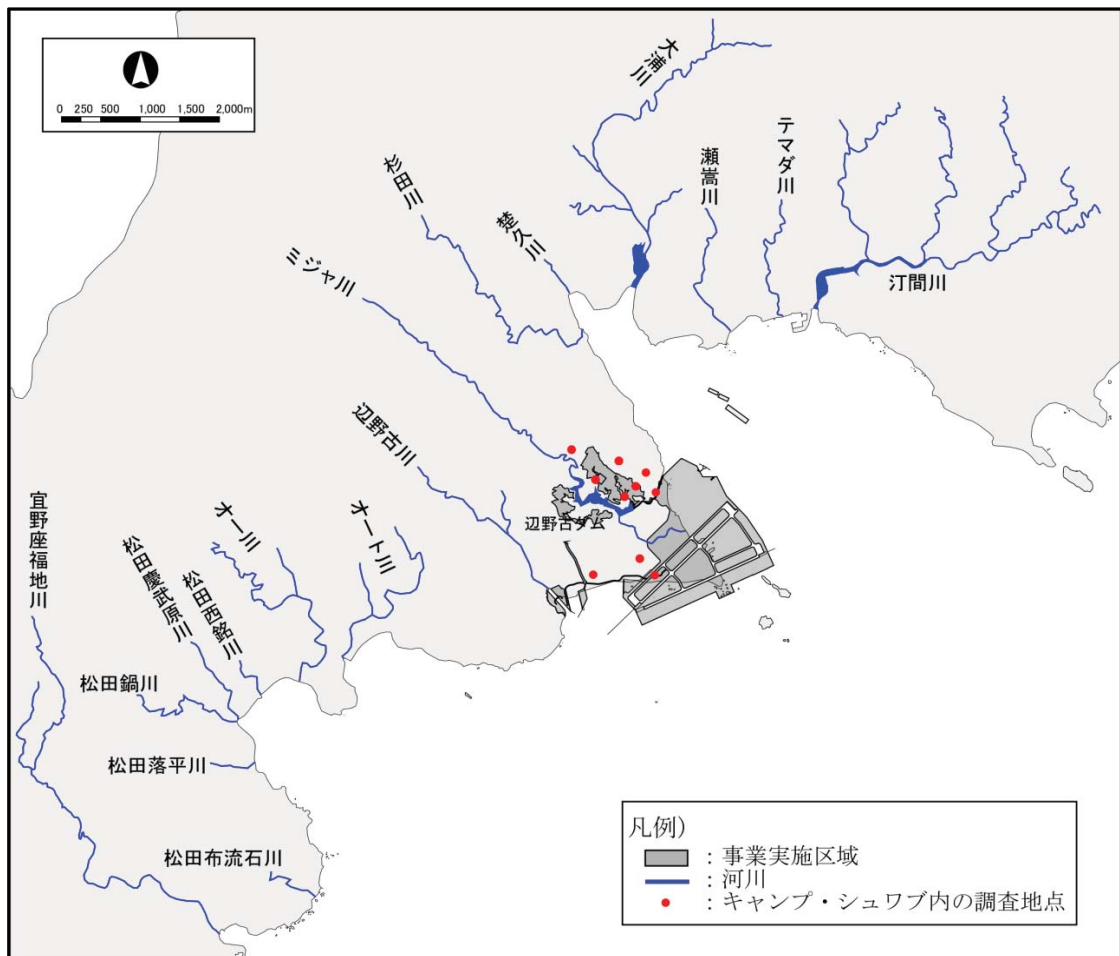 0 250 500 1,000 1,500 2,000m
大浦川
テマダ川
瀬嵩川
杉田川
楚久川
汀間川
ミジャ川
辺野古川
辺野古ダム
宜野座福地川
オー川
オート川
松田慶武原川
松田西銘川
松田鍋川
松田落平川
松田布流石川
凡例)
：事業実施区域
：河川
：キャンプ・シュワブ内の調査地点